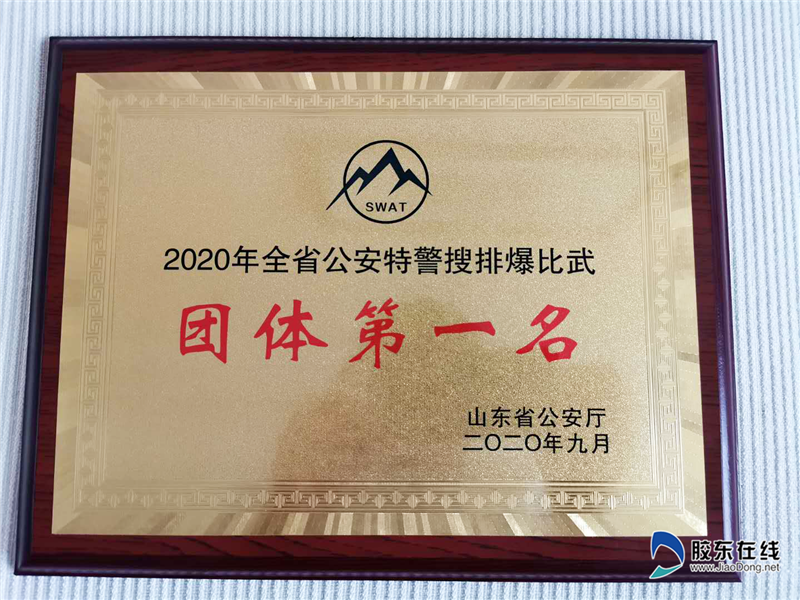 SWAT
2020年全省公安特警搜排爆比武
团体第一名
山东省公安厅
二〇二〇年九月
胶东在线
www.JiaoDong.net